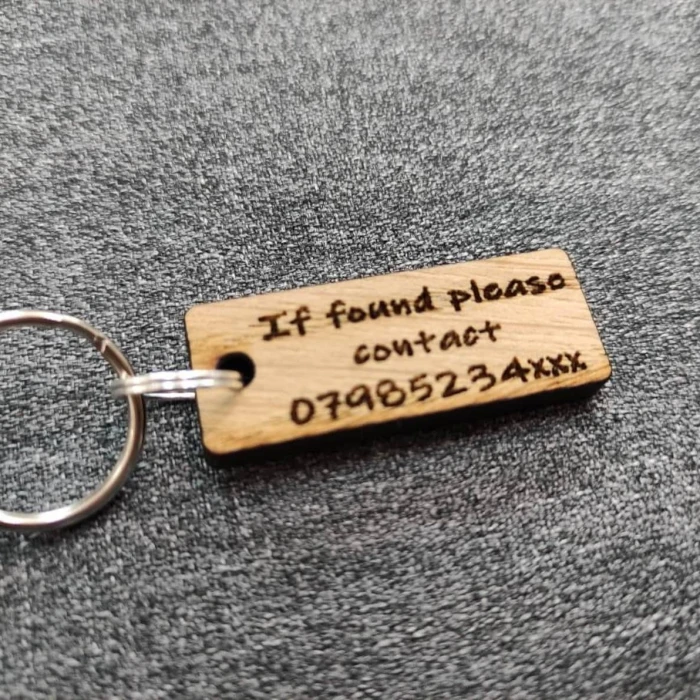 If found please
contact
07985234xxx